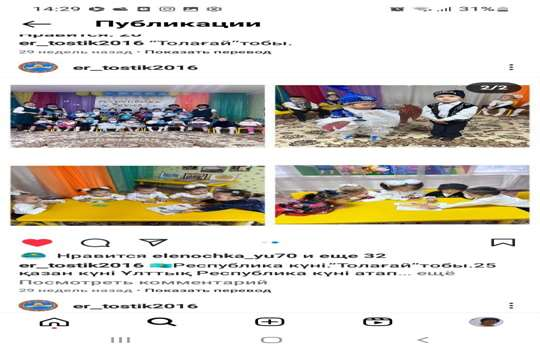 14:29
31%
Публикации
Нравится: 20
er_tostik2016 "Толағай"тобы.
29 недель назад · Показать перевод
er_tostik2016
2/2
Нравится elenochka_yu70 и еще 32
er_tostik2016 Республика күні."Толағай"тобы.25
қазан күні Ұлттық Республика күні атап... ещё
Посмотреть комментарий
29 недель назад · Показать перевод
er_tostik2016